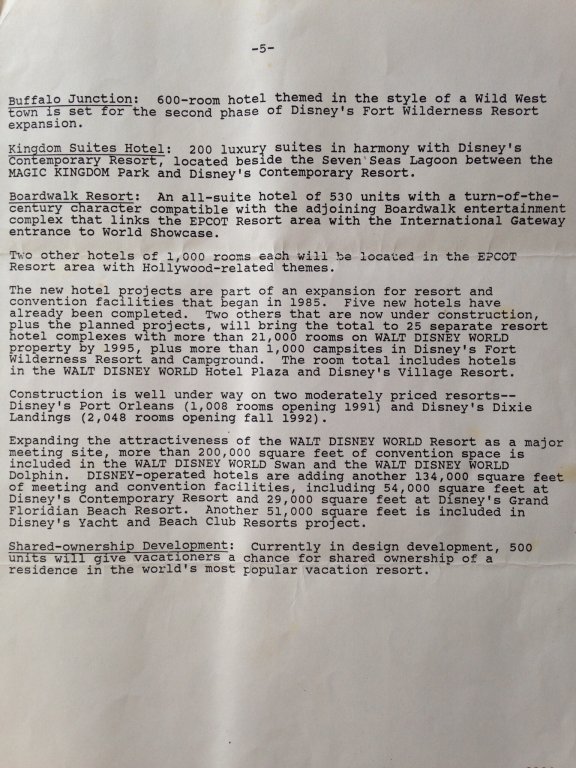 -5-
Buffalo Junction:  600-room hotel themed in the style of a Wild West
town is set for the second phase of Disney's Fort Wilderness Resort
expansion.
Kingdom Suites Hotel:  200 luxury suites in harmony with Disney's
Contemporary Resort, located beside the Seven Seas Lagoon between the
MAGIC KINGDOM Park and Disney's Contemporary Resort.
Boardwalk Resort:  An all-suite hotel of 530 units with a turn-of-the-
century character compatible with the adjoining Boardwalk entertainment
complex that links the EPCOT Resort area with the International Gateway
entrance to World Showcase.
Two other hotels of 1,000 rooms each will be located in the EPCOT
Resort area with Hollywood-related themes.
The new hotel projects are part of an expansion for resort and
convention facilities that began in 1985.  Five new hotels have
already been completed.  Two others that are now under construction,
plus the planned projects, will bring the total to 25 separate resort
hotel complexes with more than 21,000 rooms on WALT DISNEY WORLD
property by 1995, plus more than 1,000 campsites in Disney's Fort
Wilderness Resort and Campground.  The room total includes hotels
in the WALT DISNEY WORLD Hotel Plaza and Disney's Village Resort.
Construction is well under way on two moderately priced resorts--
Disney's Port Orleans (1,008 rooms opening 1991) and Disney's Dixie
Landings (2,048 rooms opening fall 1992).
Expanding the attractiveness of the WALT DISNEY WORLD Resort as a major
meeting site, more than 200,000 square feet of convention space is
included in the WALT DISNEY WORLD Swan and the WALT DISNEY WORLD
Dolphin.  DISNEY-operated hotels are adding another 134,000 square feet
of meeting and convention facilities, including 54,000 square feet at
Disney's Contemporary Resort and 29,000 square feet at Disney's Grand
Floridian Beach Resort.  Another 51,000 square feet is included in
Disney's Yacht and Beach Club Resorts project.
Shared-ownership Development:  Currently in design development, 500
units will give vacationers a chance for shared ownership of a
residence in the world's most popular vacation resort.